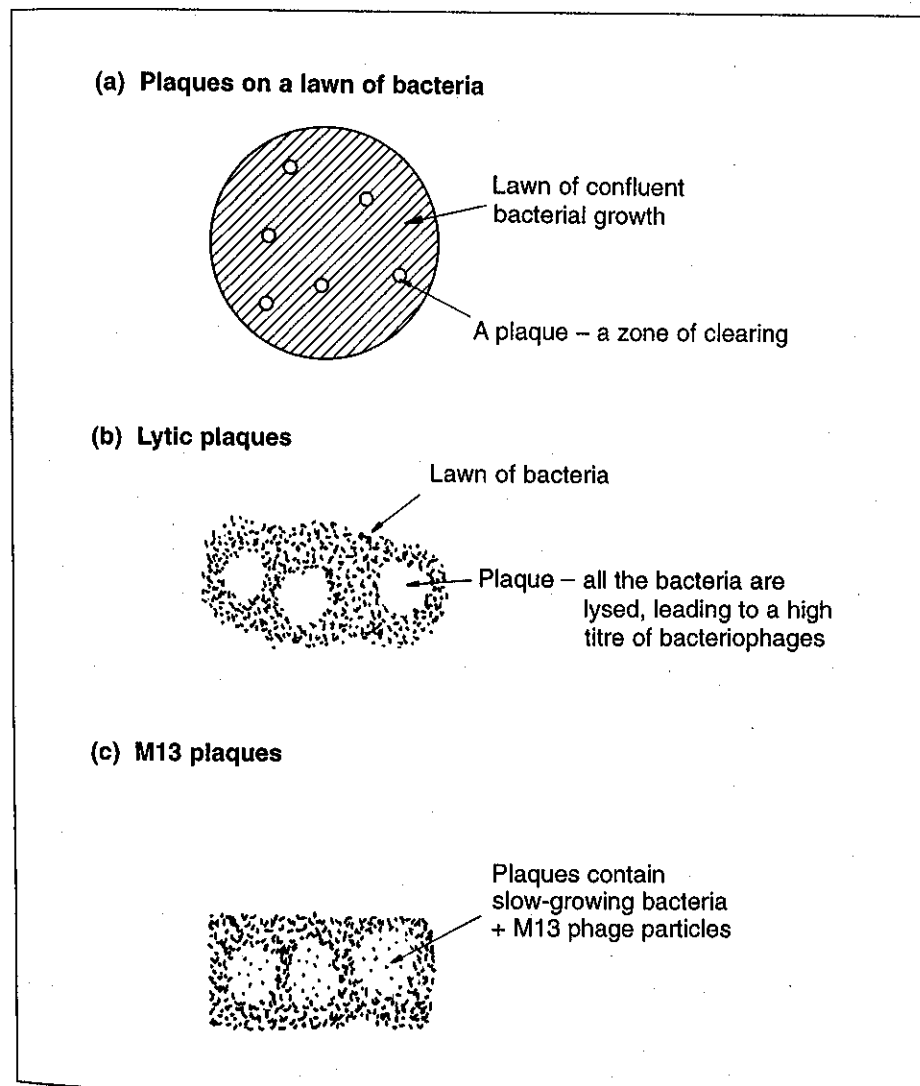 (a) Plaques on a lawn of bacteria
Lawn of confluent
bacterial growth
A plaque – a zone of clearing
(b) Lytic plaques
Lawn of bacteria
Plaque – all the bacteria are
lysed, leading to a high
titre of bacteriophages
(c) M13 plaques
Plaques contain
slow-growing bacteria
+ M13 phage particles